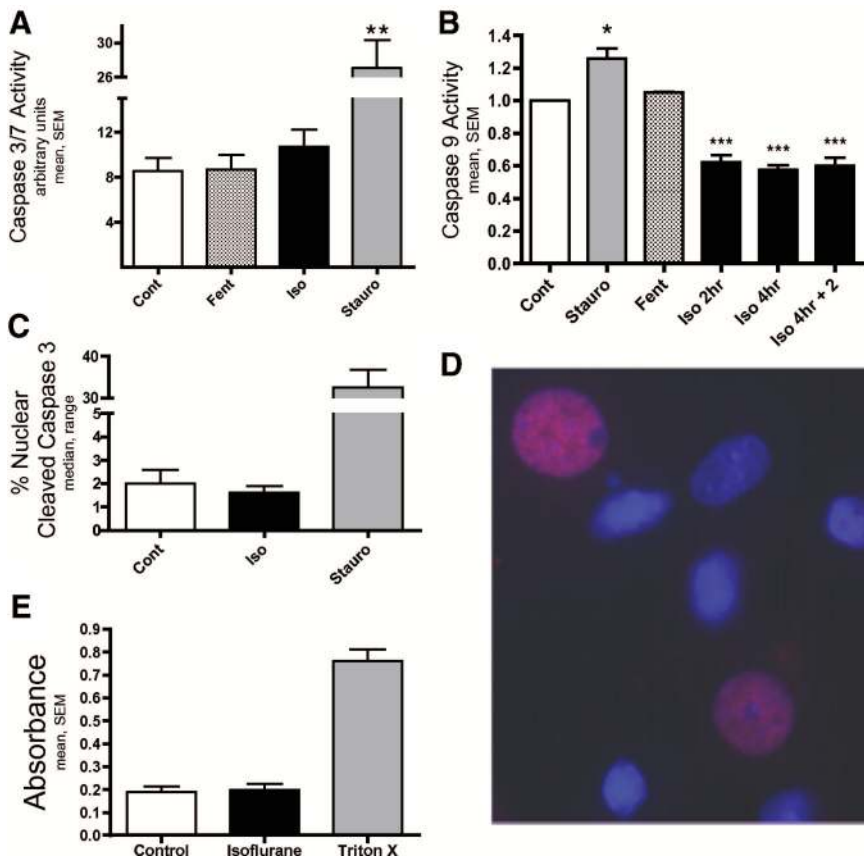 A
Caspase 3/7 Activity
arbitrary units
mean, SEM
30
26
12
8
4
**
Cont
Fent
Iso
Stauro
B
Caspase 9 Activity
mean, SEM
1.4
1.2
1.0
0.8
0.6
0.4
0.2
0.0
*
***
***
***
Cont
Stauro
Fent
Iso 2hr
Iso 4hr
Iso 4hr + 2
C
% Nuclear
Cleaved Caspase 3
median, range
40
30
5
4
3
2
1
0
Cont
Iso
Stauro
D
E
Absorbance
mean, SEM
0.9
0.8
0.7
0.6
0.5
0.4
0.3
0.2
0.1
0.0
Control
Isoflurane
Triton X